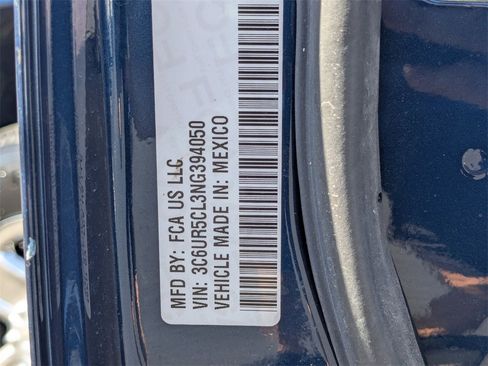 MFD BY: FCA US LLC
VIN: 3C6UR5CL3NG394050
VEHICLE MADE IN: MEXICO